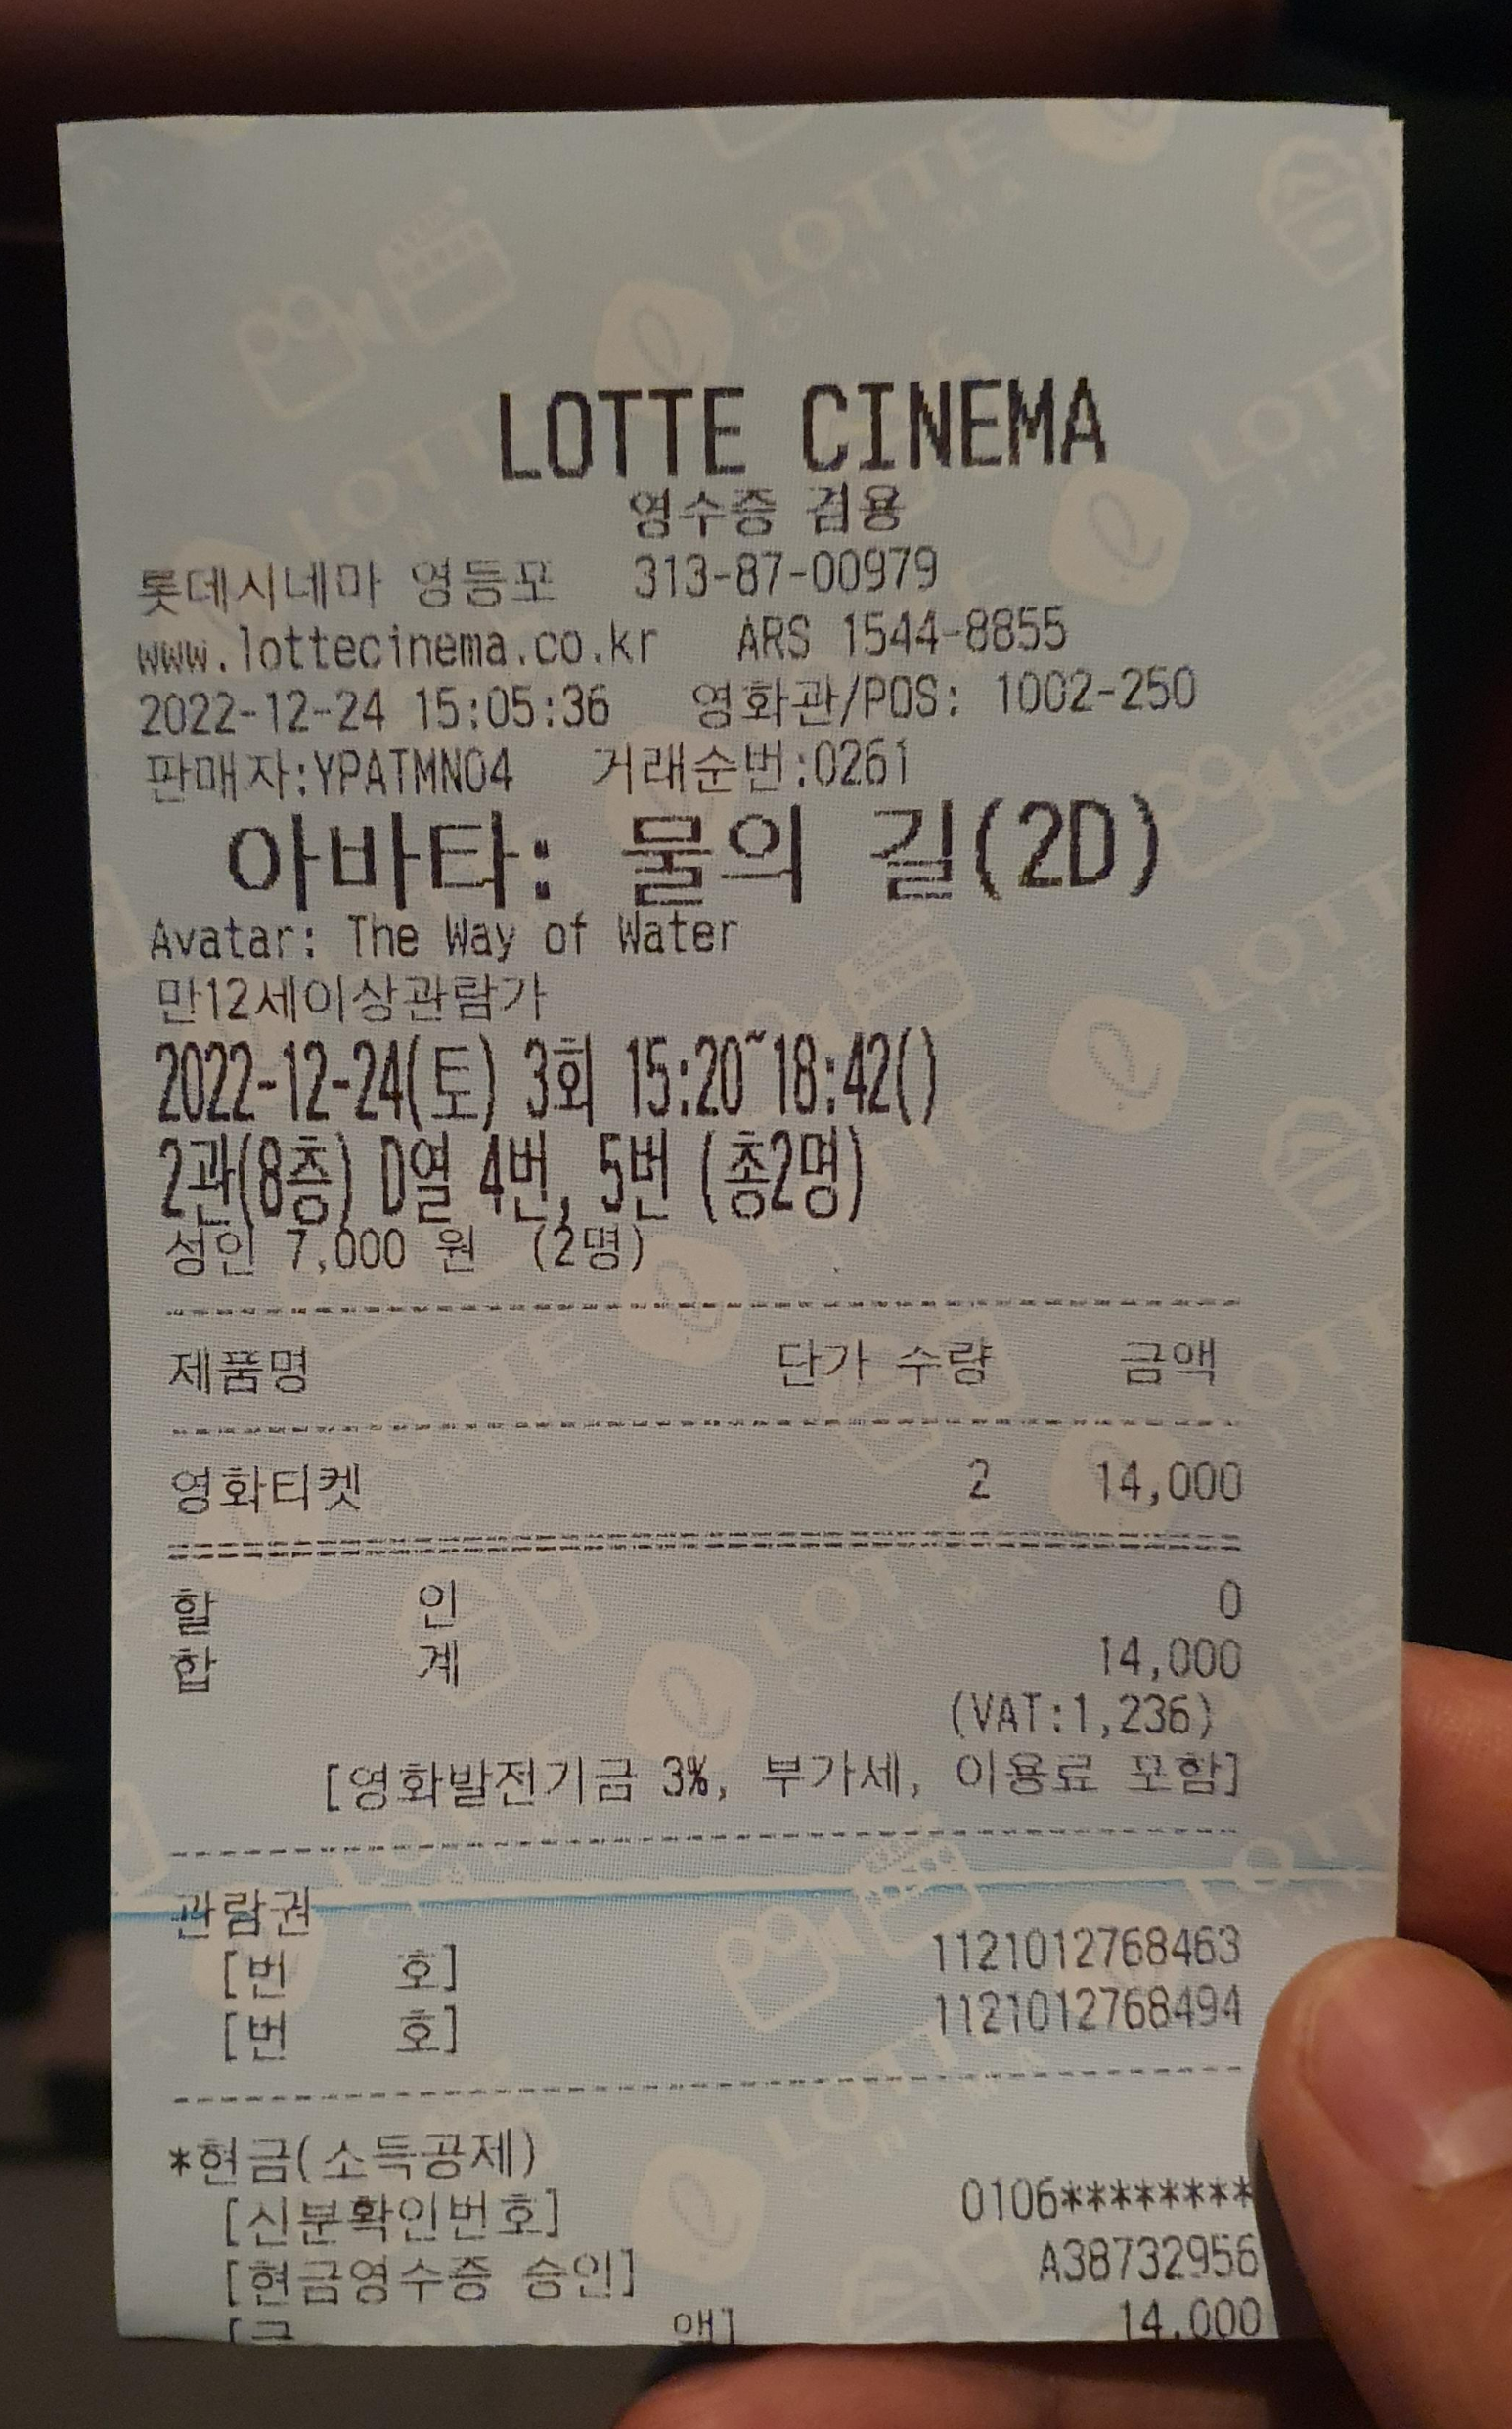 LOTTE CINEMA
영수증 겸용
롯데시네마 영등포 313-87-00979
www.lottecinema.co.kr ARS 1544-8855
2022-12-24 15:05:36 영화관/POS: 1002-250
판매자:YPATMN04 거래순번:0261
아바타: 물의 길(2D)
Avatar: The Way of Water
만12세이상관람가
2022-12-24(토) 3회 15:20~18:42()
2관(8층) D열 4번, 5번 (총2명)
성인 7,000 원 (2명)
제품명 단가 수량 금액
영화티켓 2 14,000
할 인 0
합 계 14,000
(VAT:1,236)
[영화발전기금 3%, 부가세, 이용료 포함]
관람권
[번 호] 1121012768463
[번 호] 1121012768494
*현금(소득공제)
[신분확인번호] 0106********
[현금영수증 승인] A38732956
[금 액] 14,000